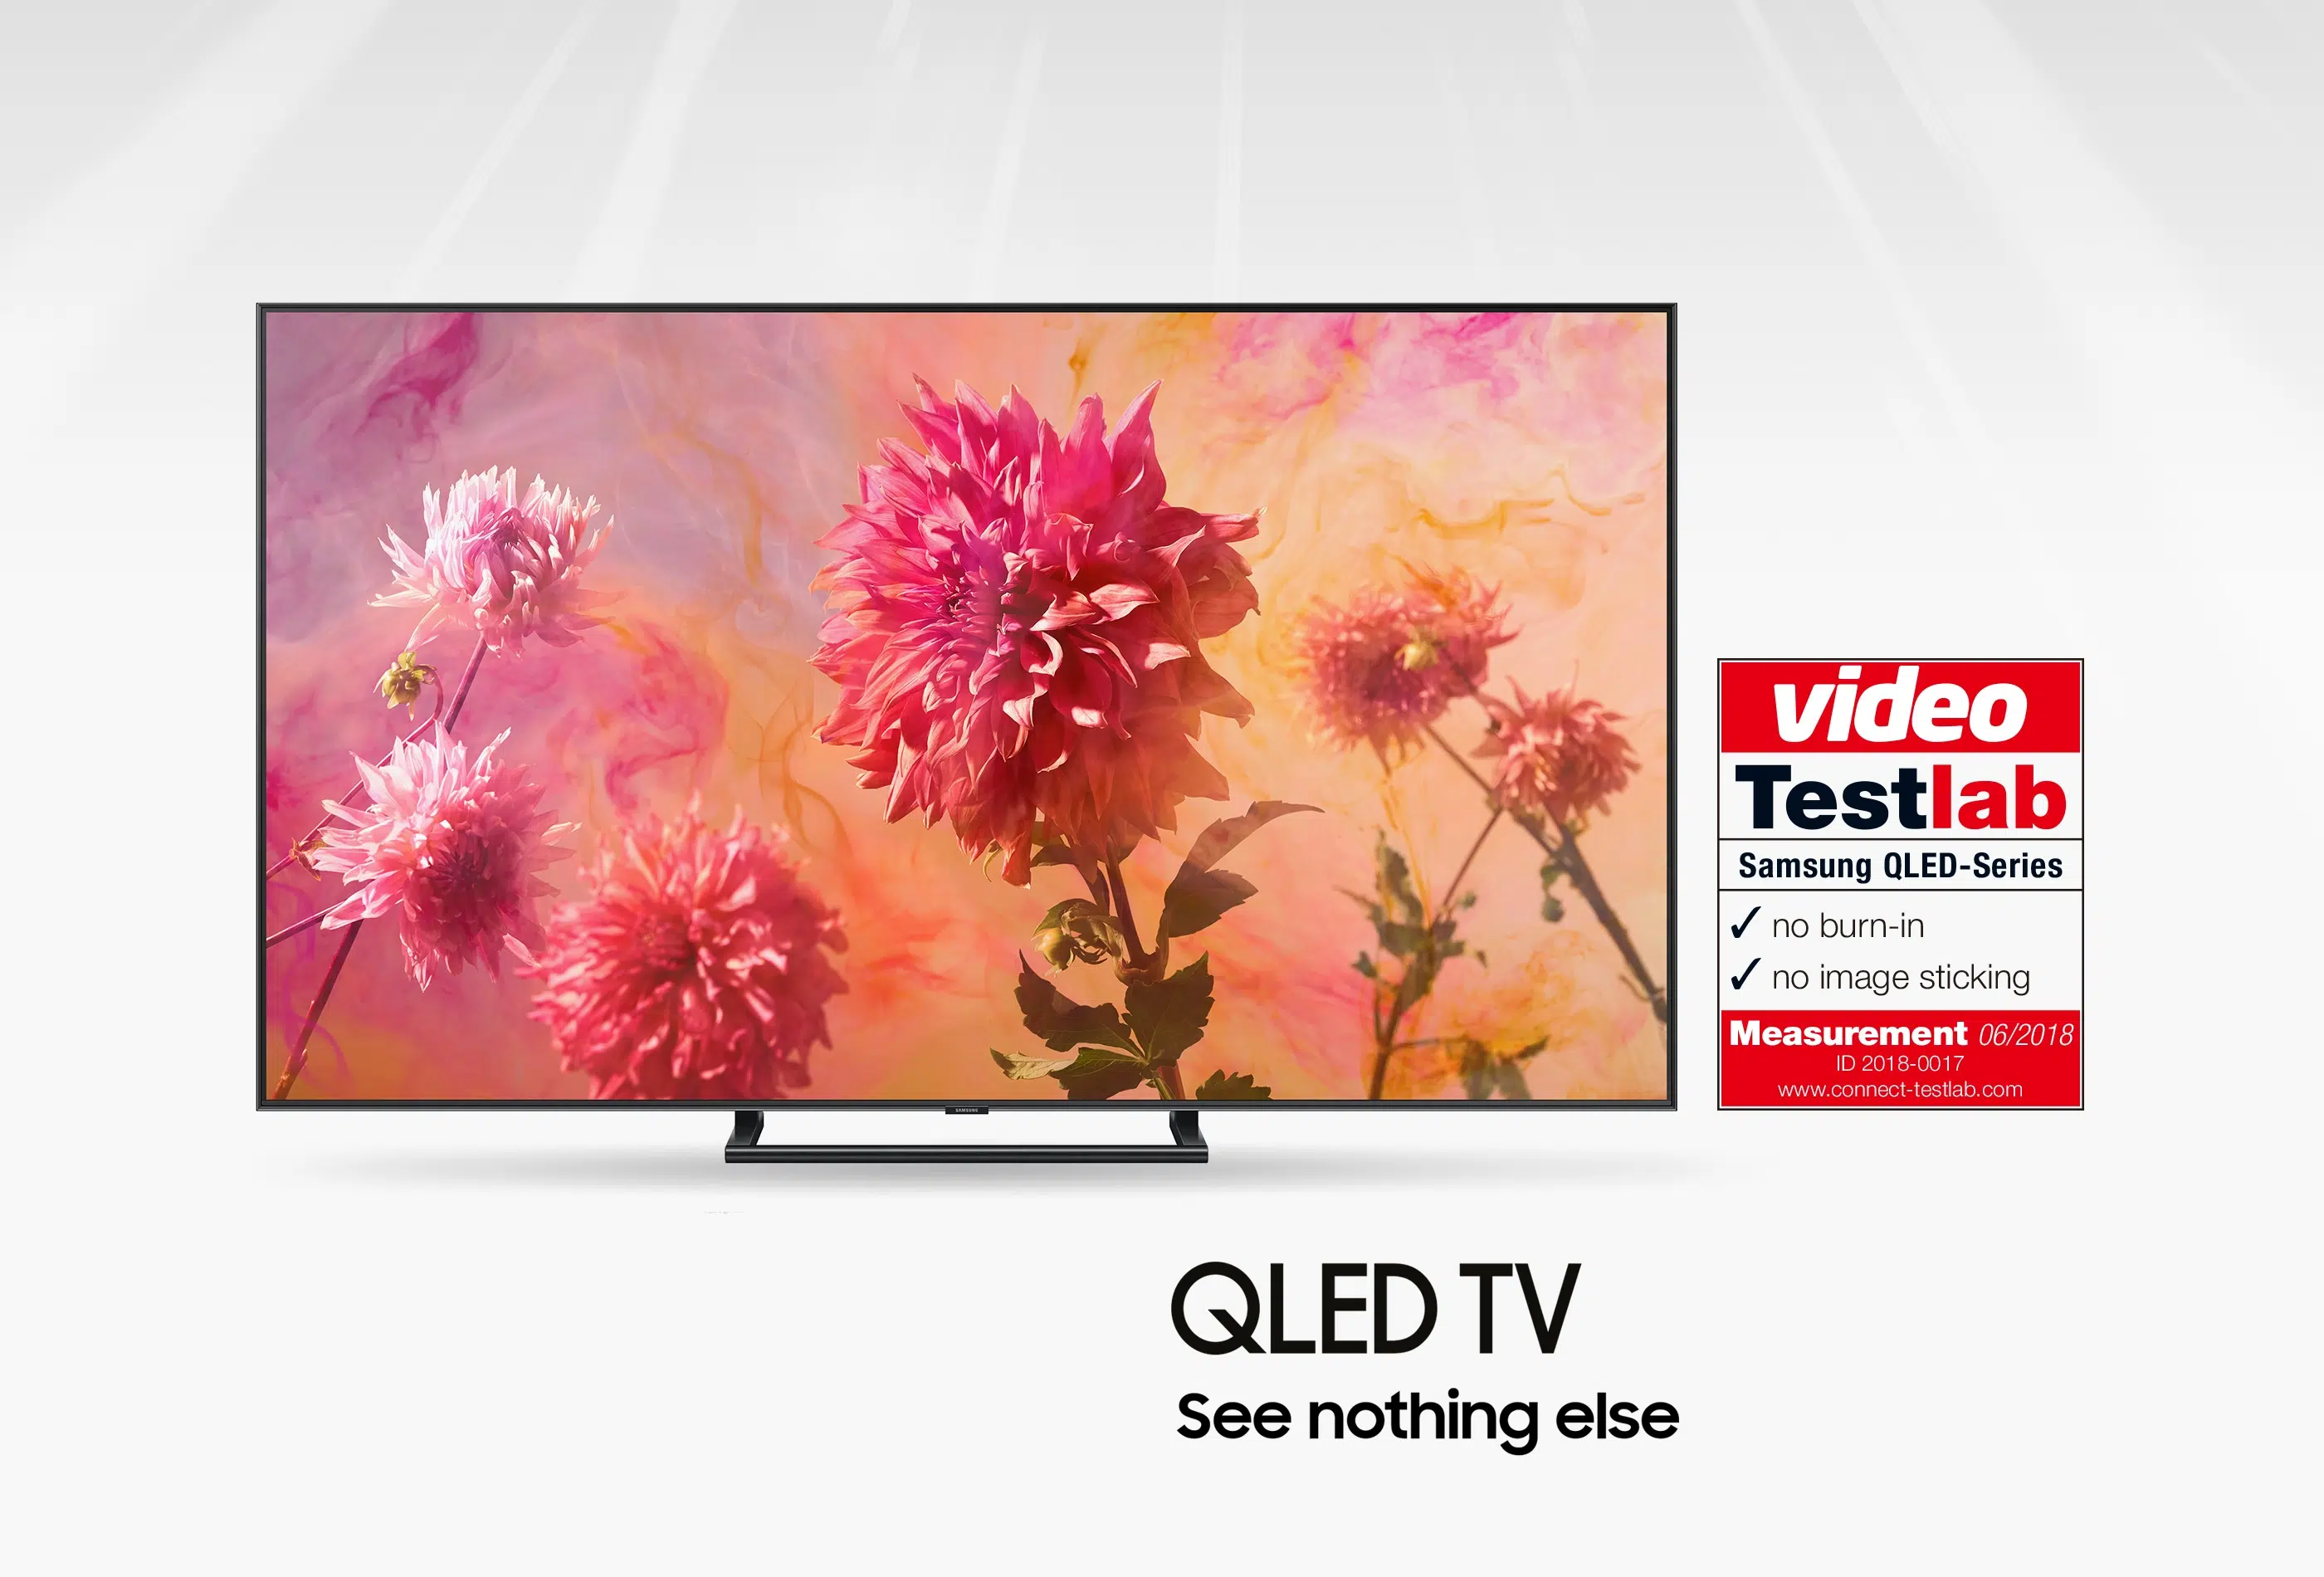 SAMSUNG
video
Testlab
Samsung QLED-Series
✓ no burn-in
✓ no image sticking
Measurement 06/2018
ID 2018-0017
www.connect-testlab.com
QLED TV
See nothing else